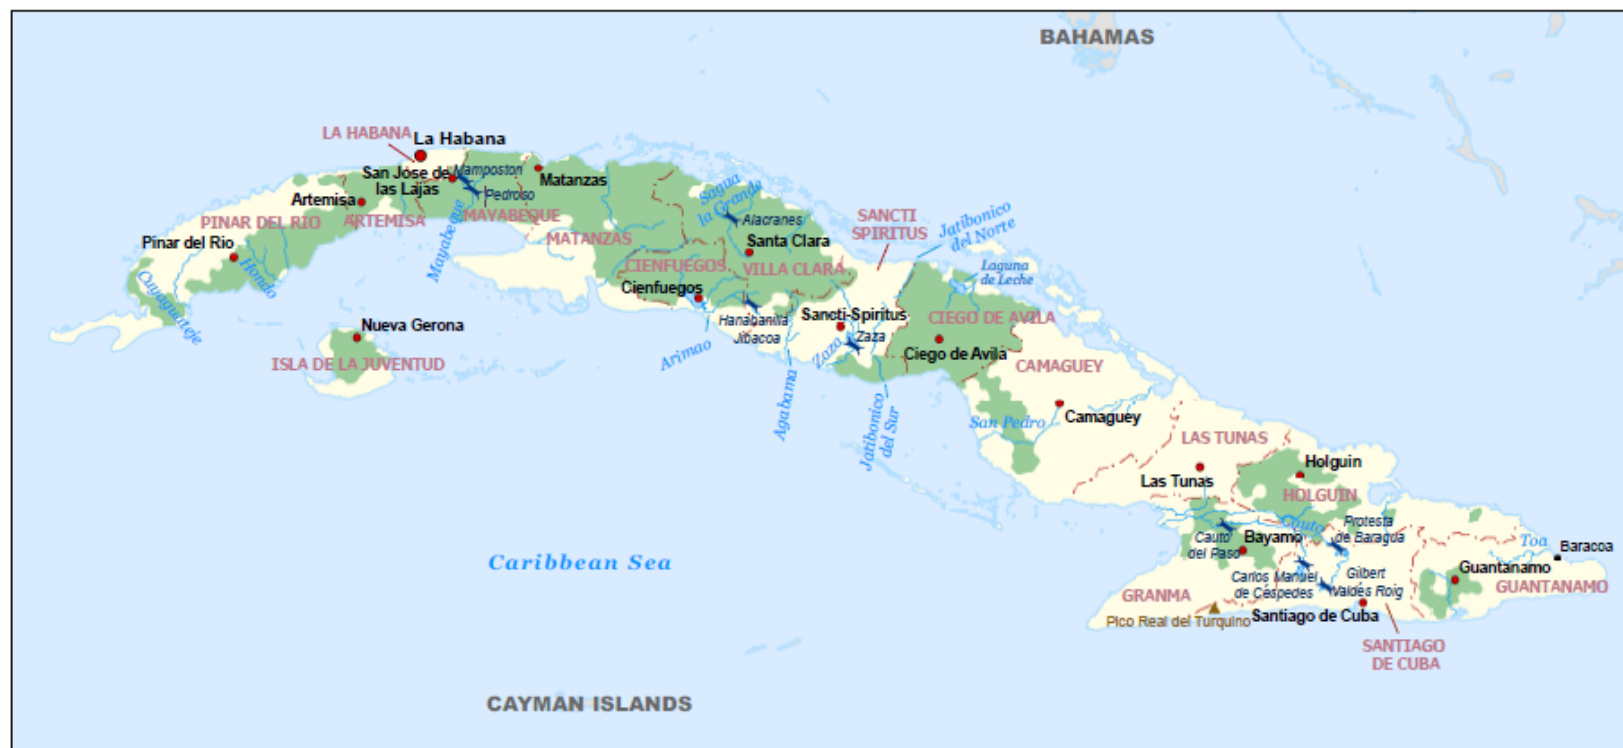 BAHAMAS
LA HABANA
La Habana
San Jose de
las Lajas
Mamposton
Pedroso
Matanzas
Artemisa
PINAR DEL RIO
ARTEMISA
MAYABEQUE
MATANZAS
Pinar del Rio
Hondo
Cuyaguateje
Mayabeque
Sagua
la Grande
Alacranes
Santa Clara
CIENFUEGOS
VILLA CLARA
Cienfuegos
Hanabanilla
Jibacoa
Arimao
Agabama
SANCTI
SPIRITUS
Jatibonico
del Norte
Laguna
de Leche
Sancti-Spiritus
Zaza
Zaza
CIEGO DE AVILA
Ciego de Avila
Jatibonico
del Sur
Nueva Gerona
ISLA DE LA JUVENTUD
CAMAGUEY
Camaguey
San Pedro
LAS TUNAS
Las Tunas
Holguin
HOLGUIN
Cauto
Protesta
de Baragua
Cauto
del Paso
Bayamo
Carlos Manuel
de Céspedes
Gilbert
Valdés Roig
Toa
Baracoa
Guantanamo
GUANTANAMO
GRANMA
Pico Real del Turquino
Santiago de Cuba
SANTIAGO
DE CUBA
Caribbean Sea
CAYMAN ISLANDS